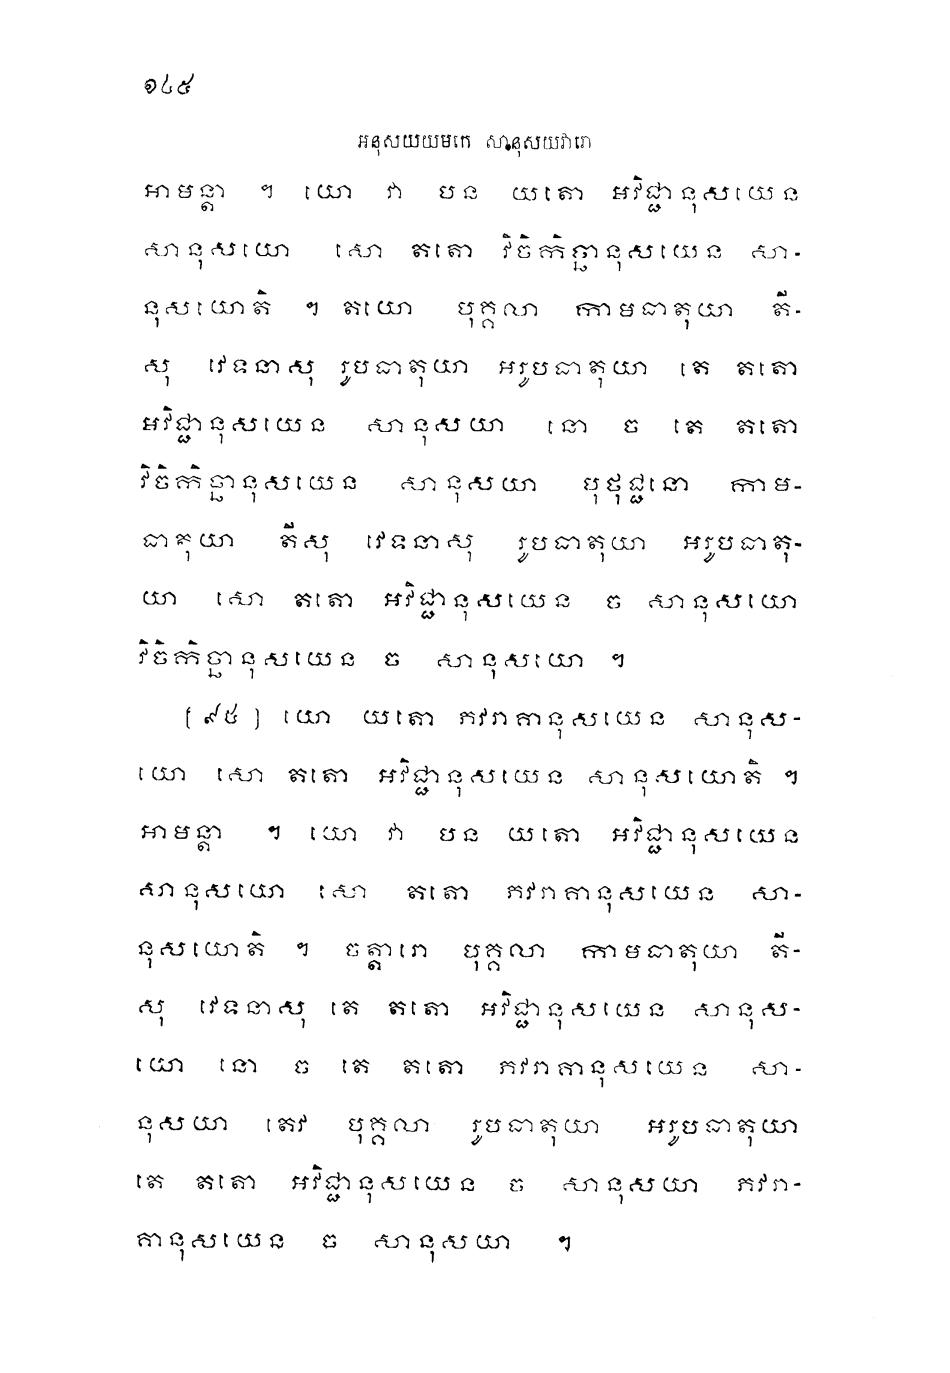 ១៤៥
អនុសយយមកេ សានុសយវារោ
អាមន្តា ។ យោ វា បន យតោ អវិជ្ជានុសយេន
សានុសយោ សោ តតោ វិចិកិច្ឆានុសយេន សា-
នុសយោតិ ។ តយោ បុគ្គលា កាមធាតុយា តី-
សុ វេទនាសុ រូបធាតុយា អរូបធាតុយា តេ តតោ
អវិជ្ជានុសយេន សានុសយា នោ ច តេ តតោ
វិចិកិច្ឆានុសយេន សានុសយា បុថុជ្ជនោ កាម-
ធាតុយា តីសុ វេទនាសុ រូបធាតុយា អរូបធាតុ-
យា សោ តតោ អវិជ្ជានុសយេន ច សានុសយោ
វិចិកិច្ឆានុសយេន ច សានុសយោ ។
[៩៤] យោ យតោ ភវរាគានុសយេន សានុស-
យោ សោ តតោ អវិជ្ជានុសយេន សានុសយោតិ ។
អាមន្តា ។ យោ វា បន យតោ អវិជ្ជានុសយេន
សានុសយោ សោ តតោ ភវរាគានុសយេន សា-
នុសយោតិ ។ ចត្តារោ បុគ្គលា កាមធាតុយា តី-
សុ វេទនាសុ តេ តតោ អវិជ្ជានុសយេន សានុស-
យោ នោ ច តេ តតោ ភវរាគានុសយេន សា-
នុសយា តេវ បុគ្គលា រូបធាតុយា អរូបធាតុយា
តេ តតោ អវិជ្ជានុសយេន ច សានុសយា ភវរា-
គានុសយេន ច សានុសយា ។